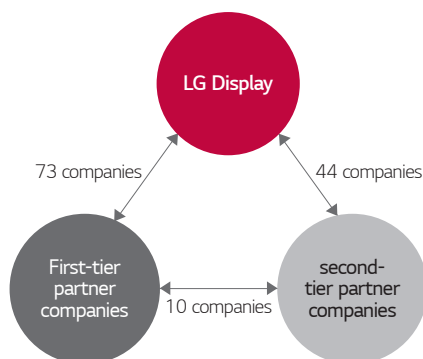 LG Display
73 companies
44 companies
First-tier
partner
companies
10 companies
second-
tier partner
companies